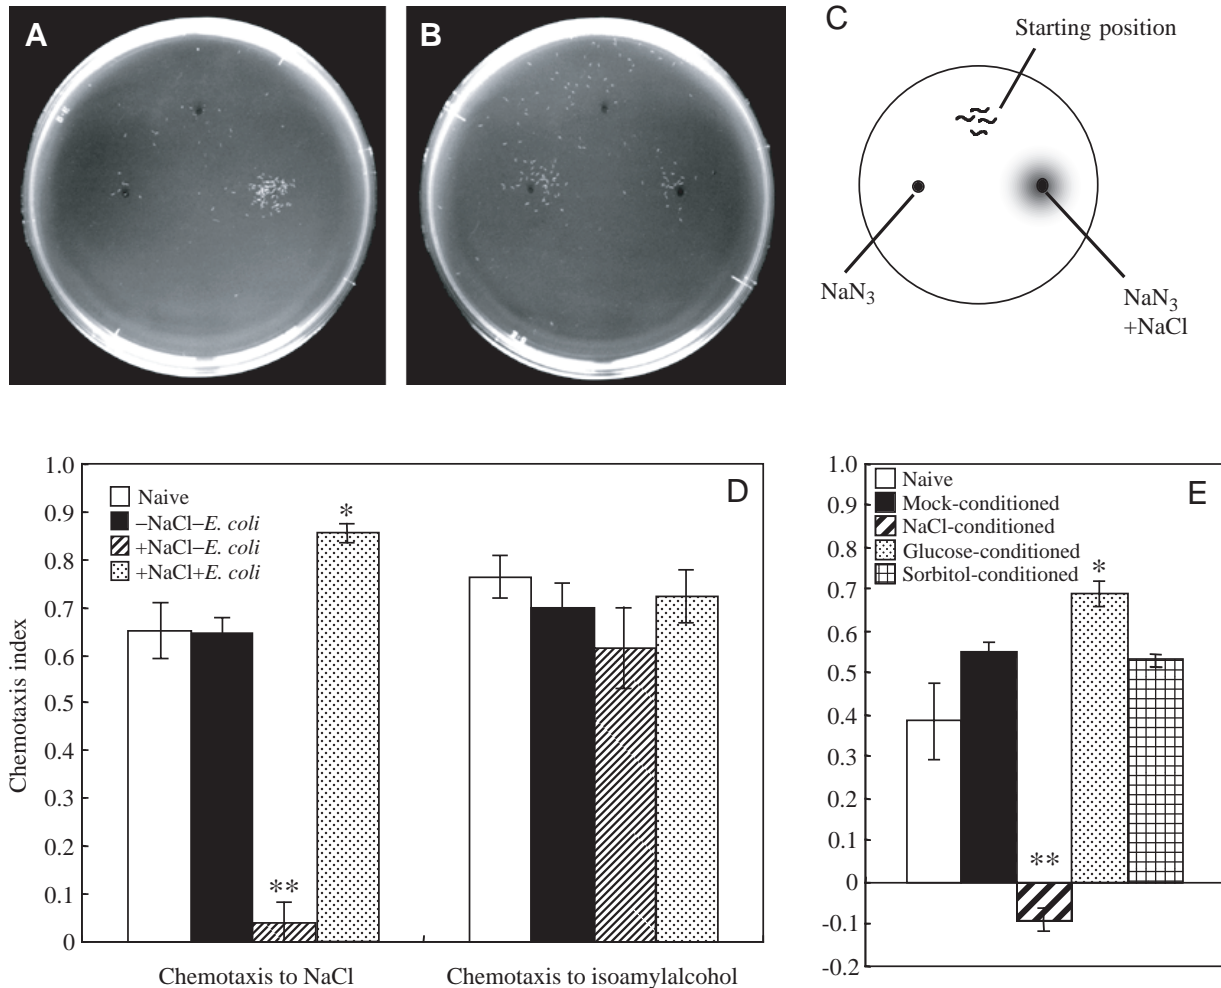 A
B
C
Starting position
NaN3
NaN3
+NaCl
D
1.0
0.9
0.8
0.7
0.6
0.5
0.4
0.3
0.2
0.1
0
Chemotaxis index
Naive
–NaCl–E. coli
+NaCl–E. coli
+NaCl+E. coli
*
**
Chemotaxis to NaCl
Chemotaxis to isoamylalcohol
E
1.0
0.9
0.8
0.7
0.6
0.5
0.4
0.3
0.2
0.1
0
-0.1
-0.2
Naive
Mock-conditioned
NaCl-conditioned
Glucose-conditioned
Sorbitol-conditioned
*
**